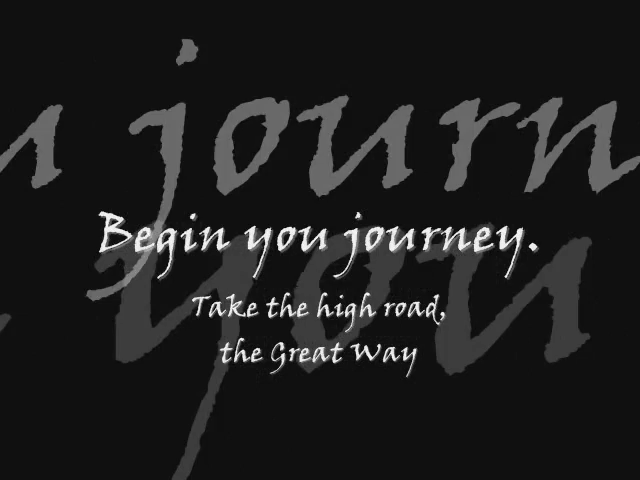 u journ
Begin you journey.
you
Take the high road,
the Great Way